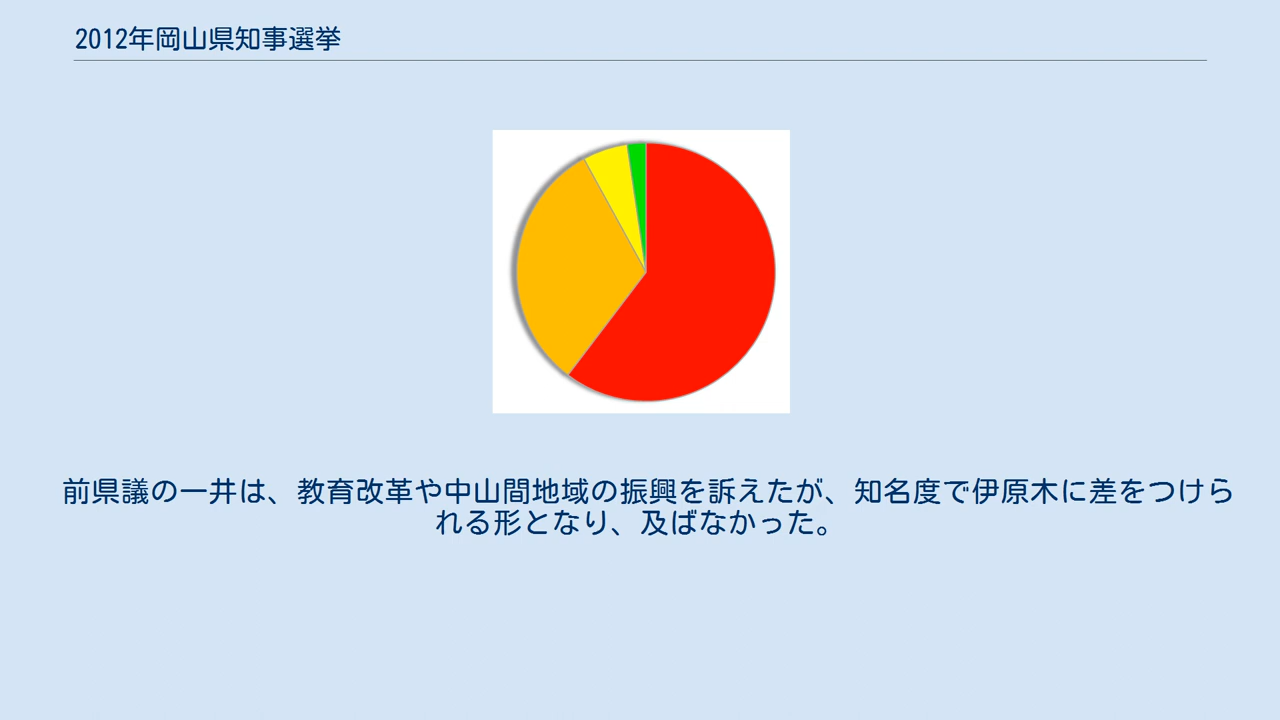 2012年岡山県知事選挙
前県議の一井は、教育改革や中山間地域の振興を訴えたが、知名度で伊原木に差をつけら
れる形となり、及ばなかった。